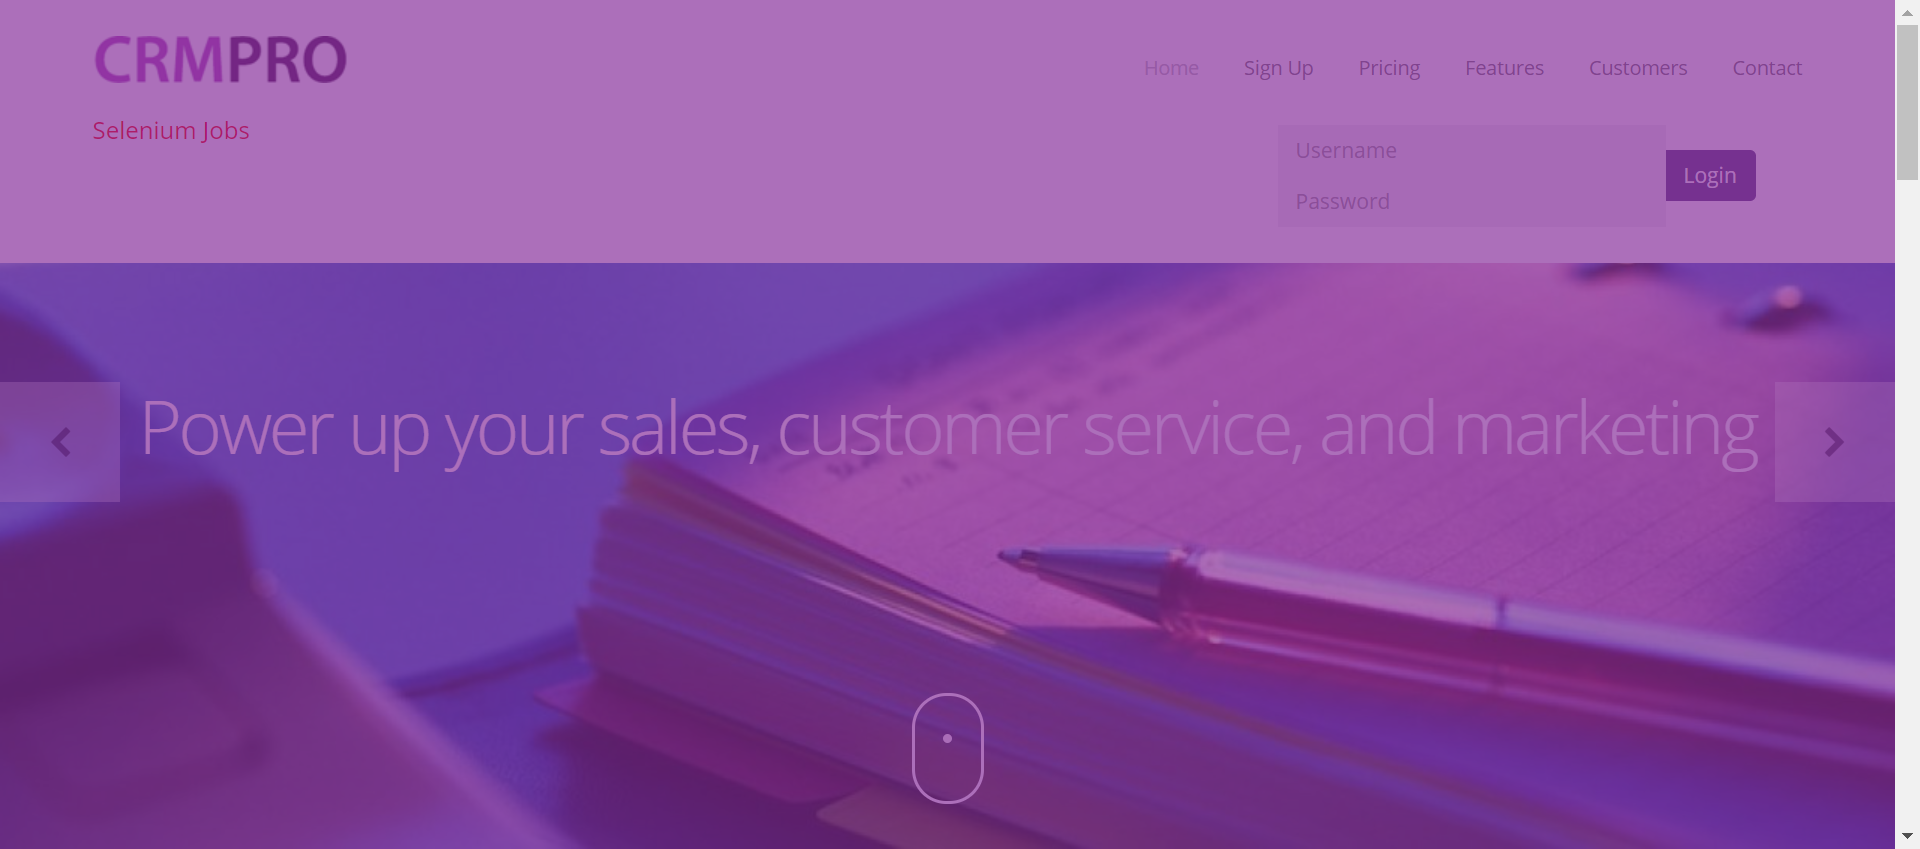 CRMPRO
Home Sign Up Pricing Features Customers Contact
Selenium Jobs
Username
Login
Password
Power up your sales, customer service, and marketing